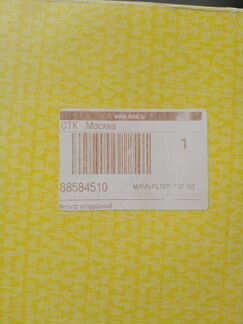 www.exist.ru
СТК Москва
1
88584510 MANN-FILTER C 37 153
Фильтр воздушный